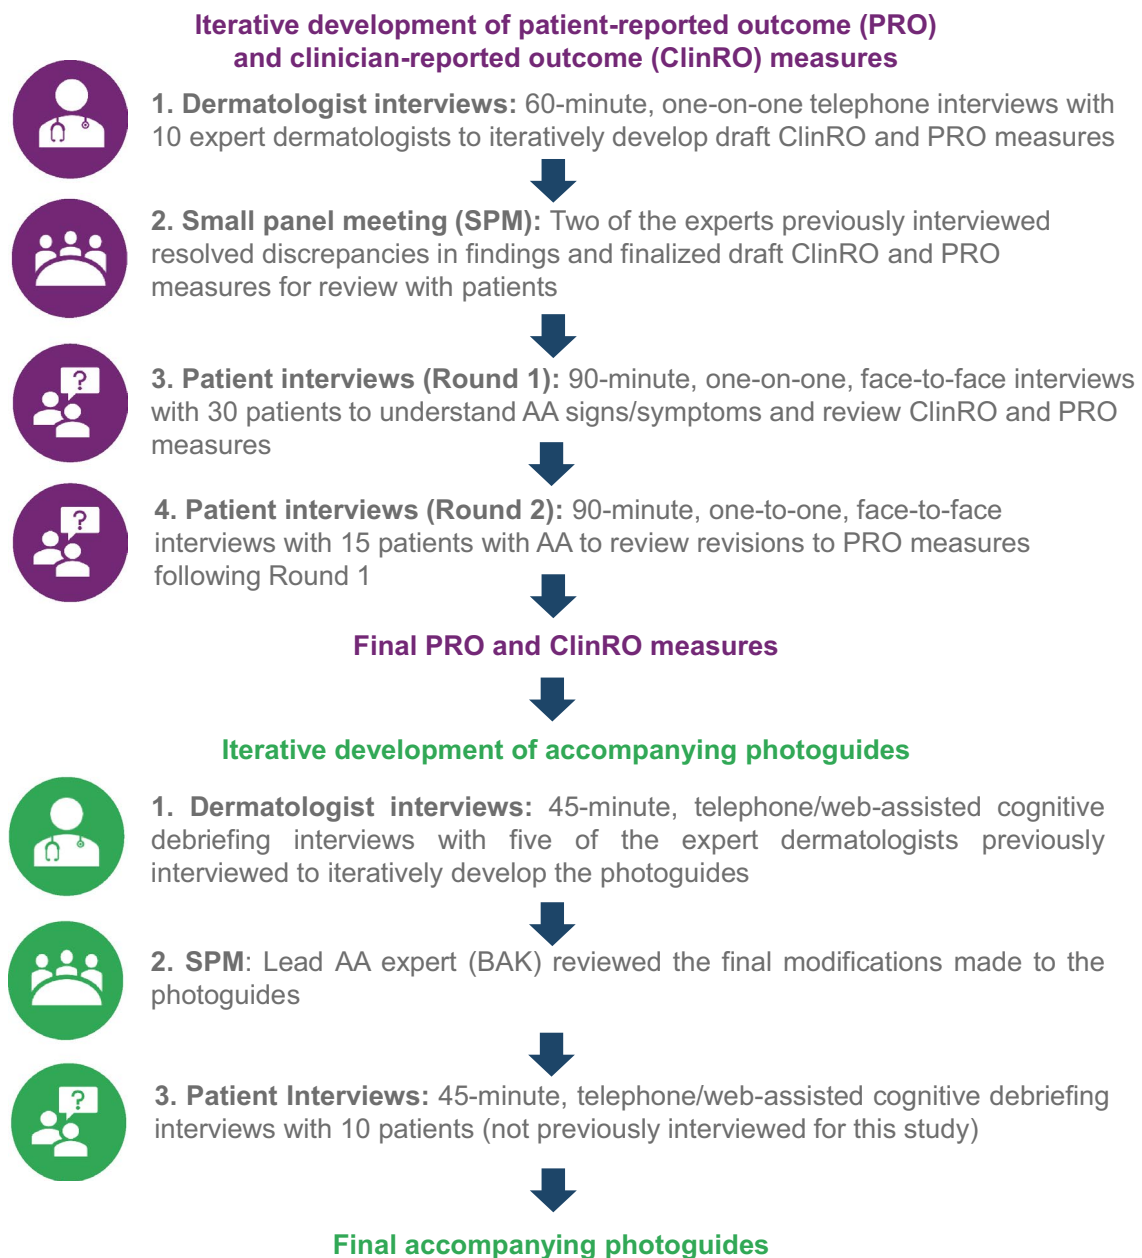 Iterative development of patient-reported outcome (PRO)
and clinician-reported outcome (ClinRO) measures
1. Dermatologist interviews: 60-minute, one-on-one telephone interviews with
10 expert dermatologists to iteratively develop draft ClinRO and PRO measures
2. Small panel meeting (SPM): Two of the experts previously interviewed
resolved discrepancies in findings and finalized draft ClinRO and PRO
measures for review with patients
?
3. Patient interviews (Round 1): 90-minute, one-on-one, face-to-face interviews
with 30 patients to understand AA signs/symptoms and review ClinRO and PRO
measures
?
4. Patient interviews (Round 2): 90-minute, one-to-one, face-to-face
interviews with 15 patients with AA to review revisions to PRO measures
following Round 1
Final PRO and ClinRO measures
Iterative development of accompanying photoguides
1. Dermatologist interviews: 45-minute, telephone/web-assisted cognitive
debriefing interviews with five of the expert dermatologists previously
interviewed to iteratively develop the photoguides
2. SPM: Lead AA expert (BAK) reviewed the final modifications made to the
photoguides
?
3. Patient Interviews: 45-minute, telephone/web-assisted cognitive debriefing
interviews with 10 patients (not previously interviewed for this study)
Final accompanying photoguides